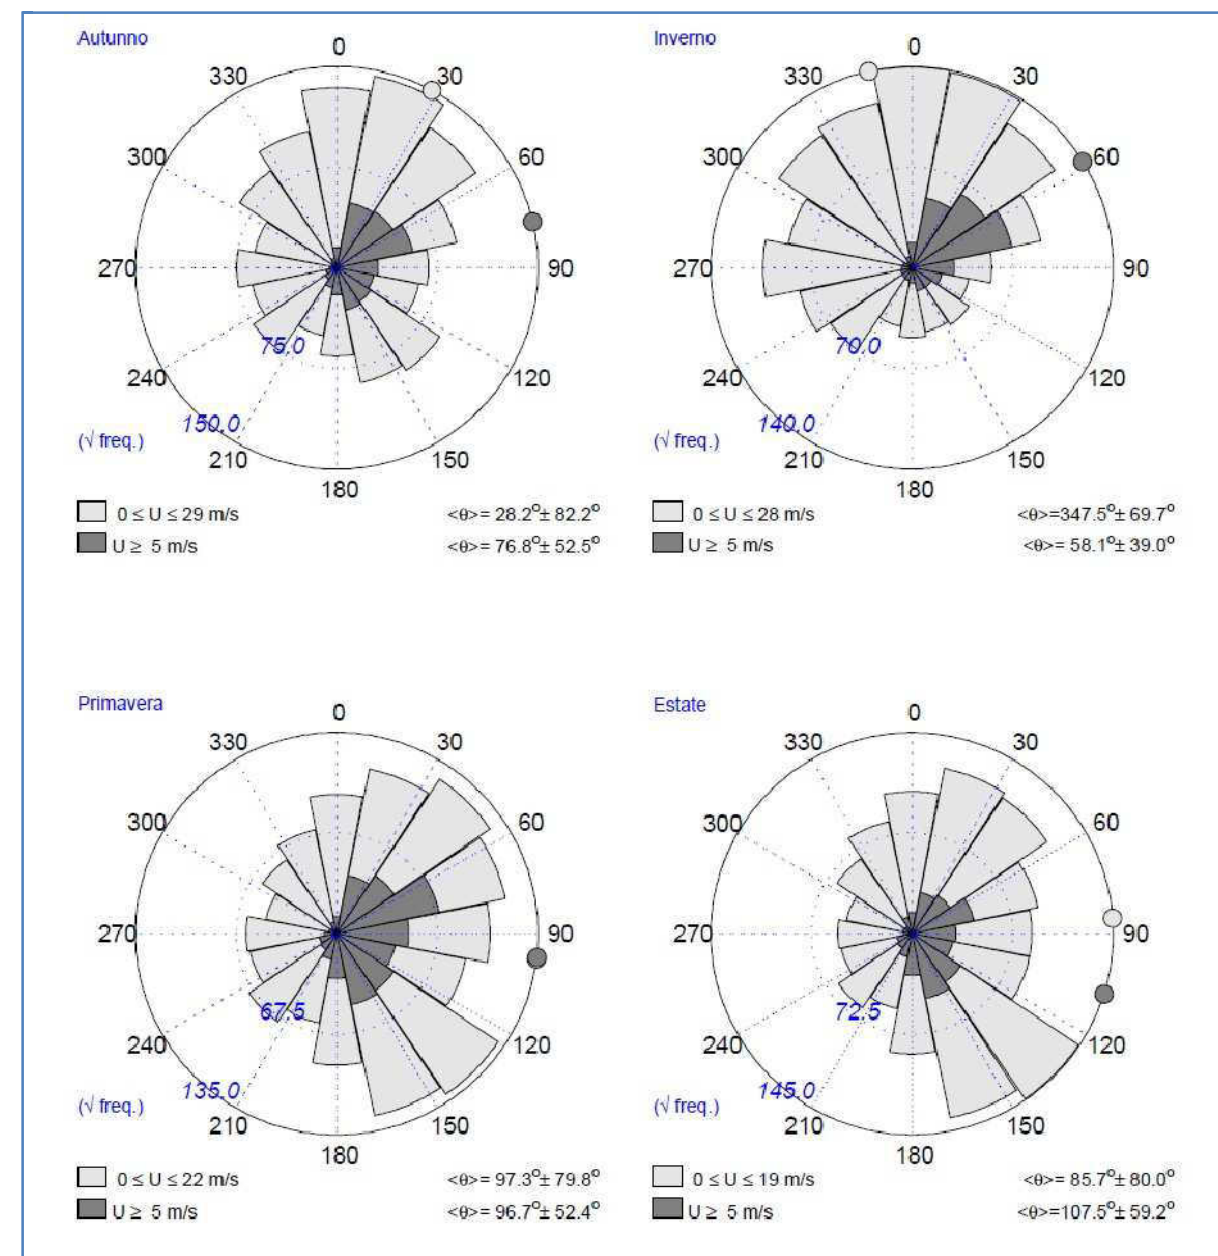 Autunno
0
330
30
300
60
270
90
75.0
240
120
150.0
(√ freq.)
210
150
180
0 ≤ U ≤ 29 m/s
<θ>= 28.2°± 82.2°
U ≥ 5 m/s
<θ>= 76.8°± 52.5°
Inverno
0
330
30
300
60
270
90
70.0
240
120
140.0
(√ freq.)
210
150
180
0 ≤ U ≤ 28 m/s
<θ>=347.5°± 69.7°
U ≥ 5 m/s
<θ>= 58.1°± 39.0°
Primavera
0
330
30
300
60
270
90
67.5
240
120
135.0
(√ freq.)
210
150
180
0 ≤ U ≤ 22 m/s
<θ>= 97.3°± 79.8°
U ≥ 5 m/s
<θ>= 96.7°± 52.4°
Estate
0
330
30
300
60
270
90
72.5
240
120
145.0
(√ freq.)
210
150
180
0 ≤ U ≤ 19 m/s
<θ>= 85.7°± 80.0°
U ≥ 5 m/s
<θ>=107.5°± 59.2°